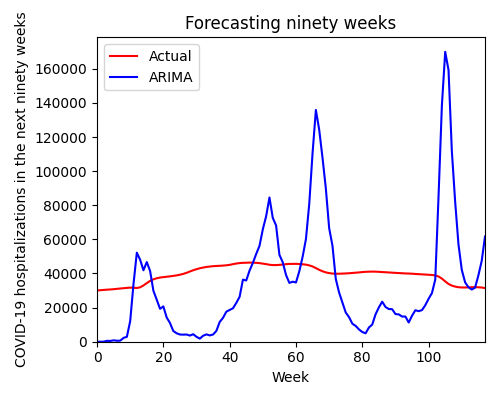 Forecasting ninety weeks
COVID-19 hospitalizations in the next ninety weeks
Actual
ARIMA
160000
140000
120000
100000
80000
60000
40000
20000
0
0 20 40 60 80 100
Week